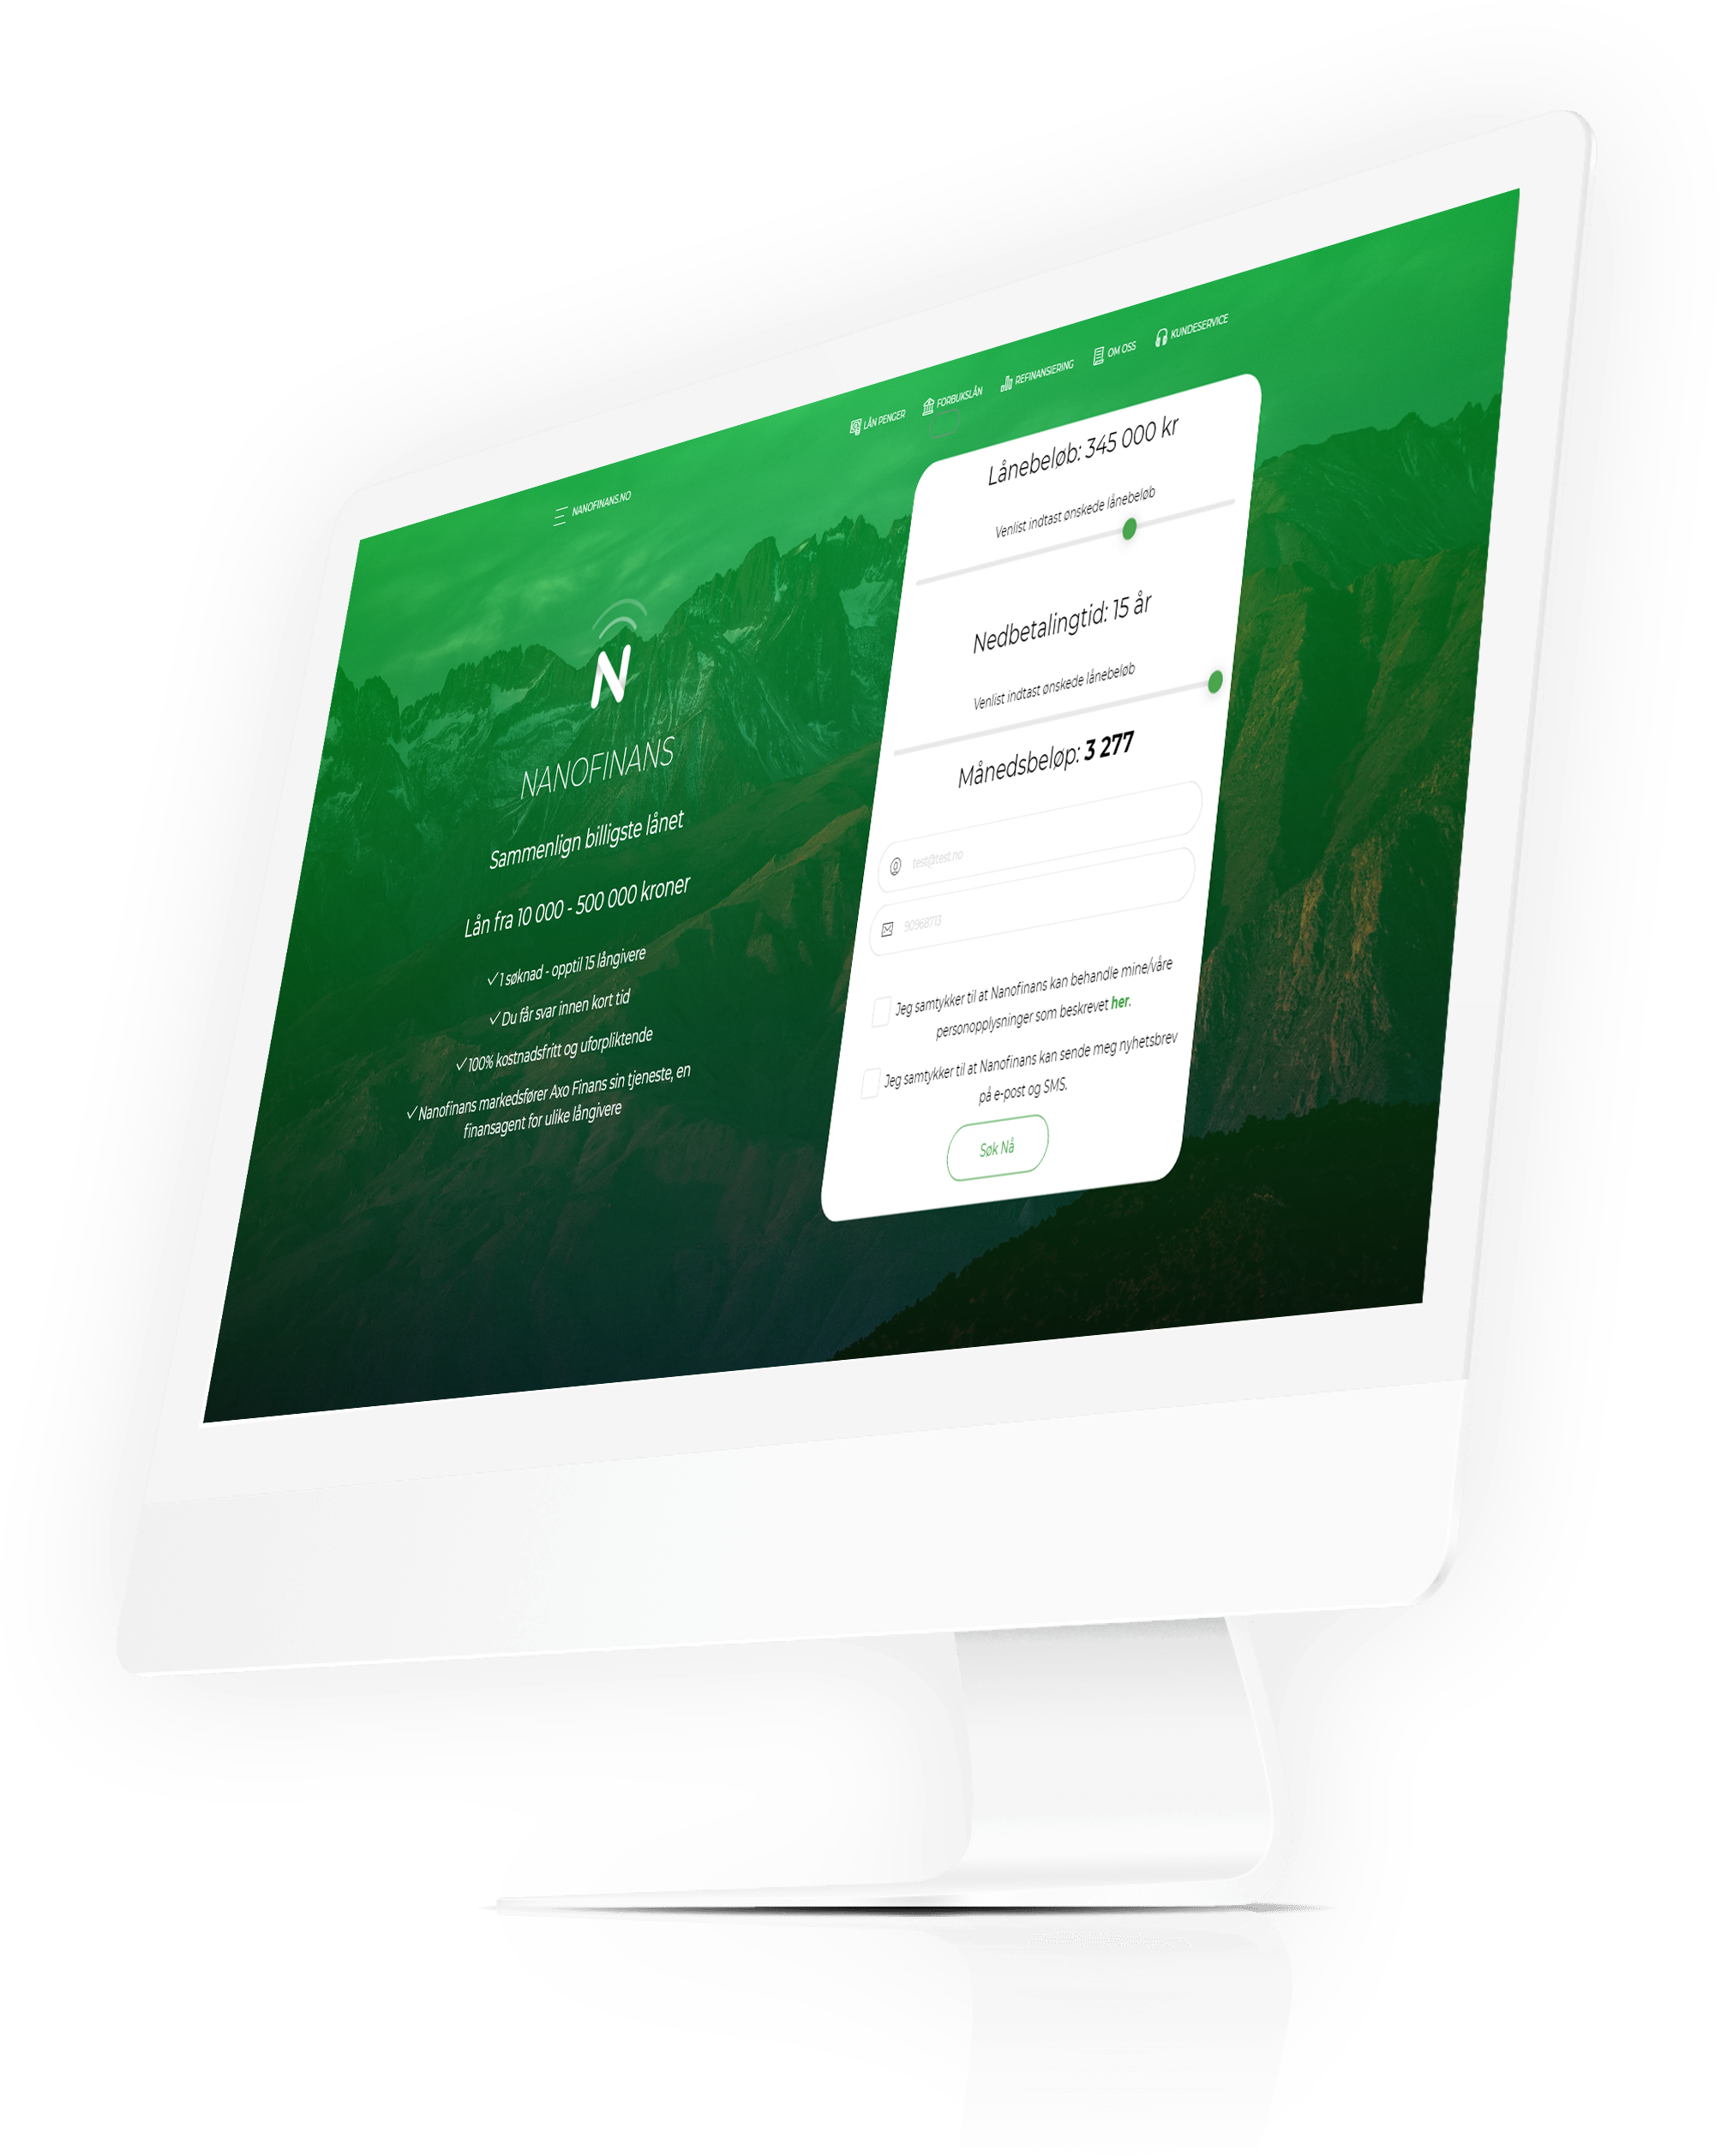 NANOFINANS.NO
LÅN PENGER
FORBUKSLÅN
REFINANSIERING
OM OSS
KUNDESERVICE
N
NANOFINANS
Sammenlign billigste lånet
Lån fra 10 000 - 500 000 kroner
✓ 1 søknad - opptil 15 långivere
✓ Du får svar innen kort tid
✓ 100% kostnadsfritt og uforpliktende
✓ Nanofinans markedsfører Axo Finans sin tjeneste, en
finansagent for ulike långivere
Lånebeløb: 345 000 kr
Venlist indtast ønskede lånebeløb
Nedbetalingtid: 15 år
Venlist indtast ønskede lånebeløb
Månedsbeløp: 3 277
test@test.no
90968713
Jeg samtykker til at Nanofinans kan behandle mine/våre
personopplysninger som beskrevet her.
Jeg samtykker til at Nanofinans kan sende meg nyhetsbrev
på e-post og SMS.
Søk Nå